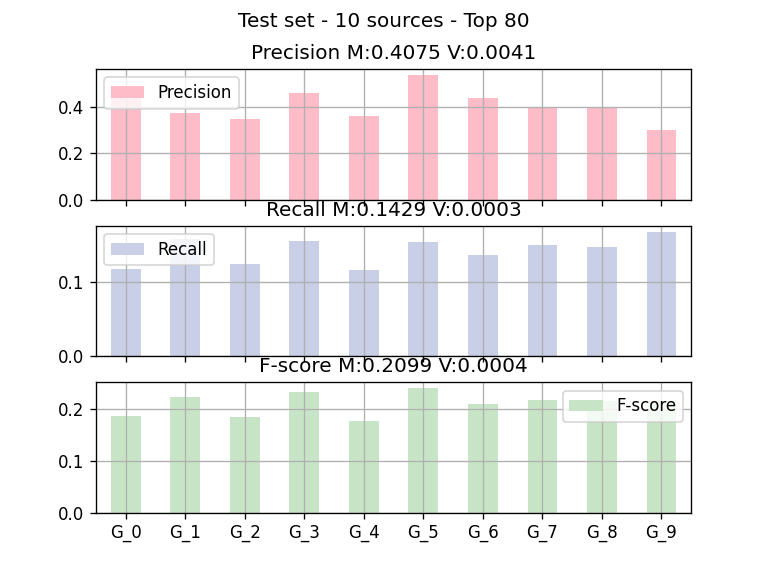 Test set - 10 sources - Top 80
Precision M:0.4075 V:0.0041
Precision
0.4
0.2
0.0
Recall M:0.1429 V:0.0003
Recall
0.1
0.0
F-score M:0.2099 V:0.0004
F-score
0.2
0.1
0.0
G_0 G_1 G_2 G_3 G_4 G_5 G_6 G_7 G_8 G_9